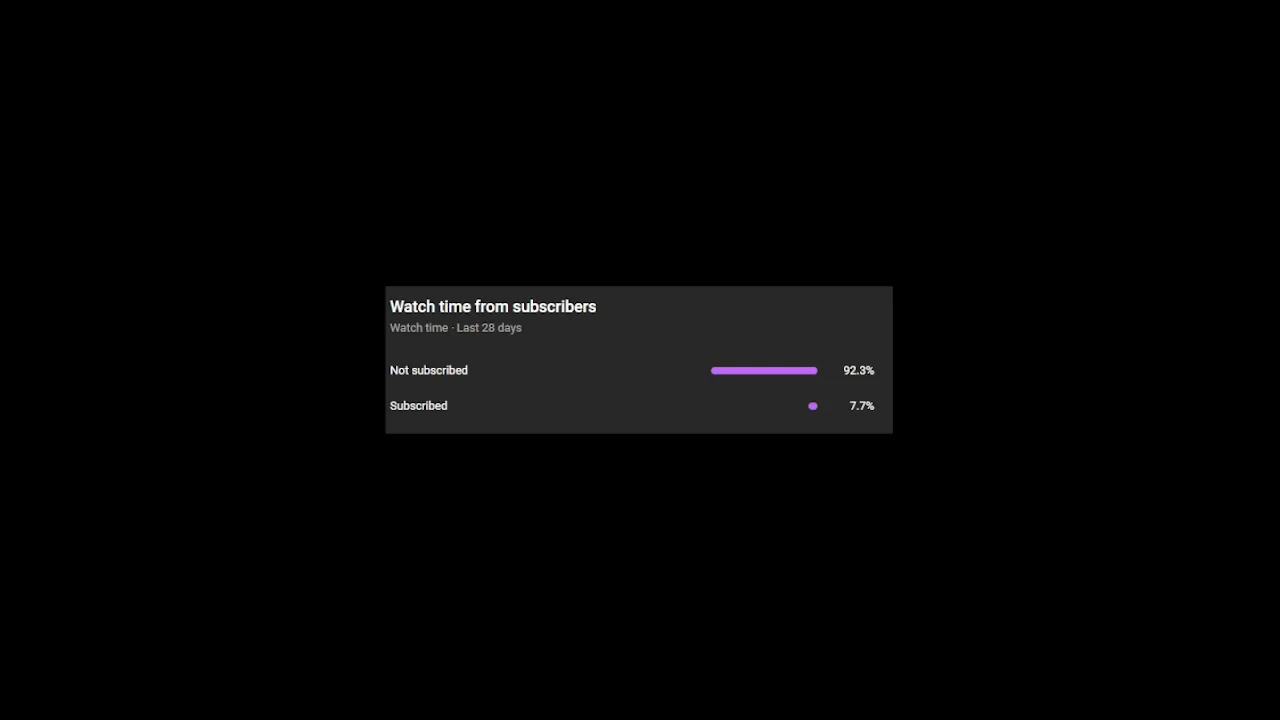 Watch time from subscribers
Watch time · Last 28 days
Not subscribed 92.3%
Subscribed 7.7%